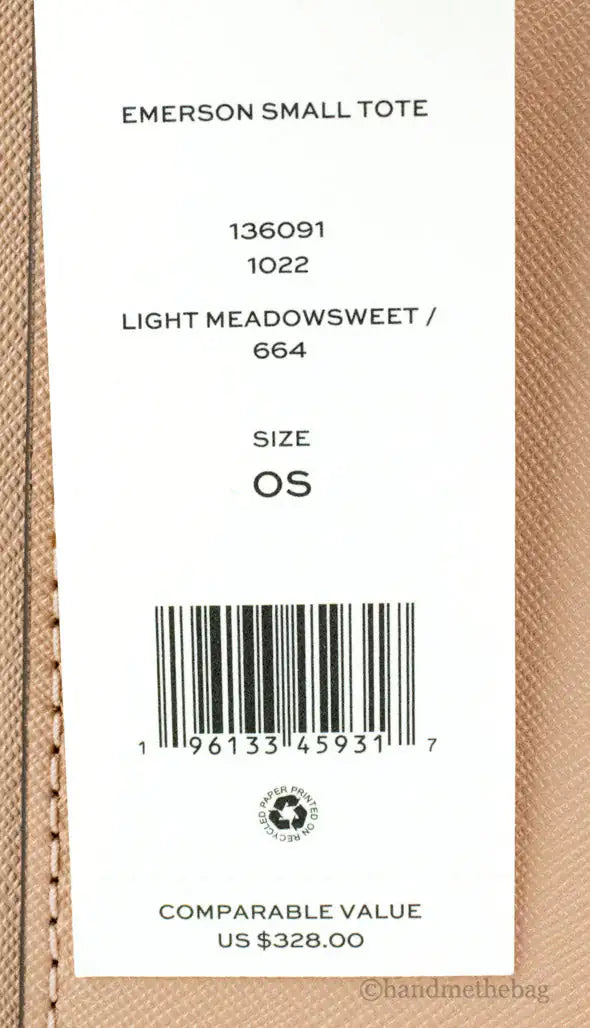 EMERSON SMALL TOTE
136091
1022
LIGHT MEADOWSWEET /
664
SIZE
OS
1 96133 45931 7
PRINTED ON RECYCLED PAPER
COMPARABLE VALUE
US $328.00
©handmethebag